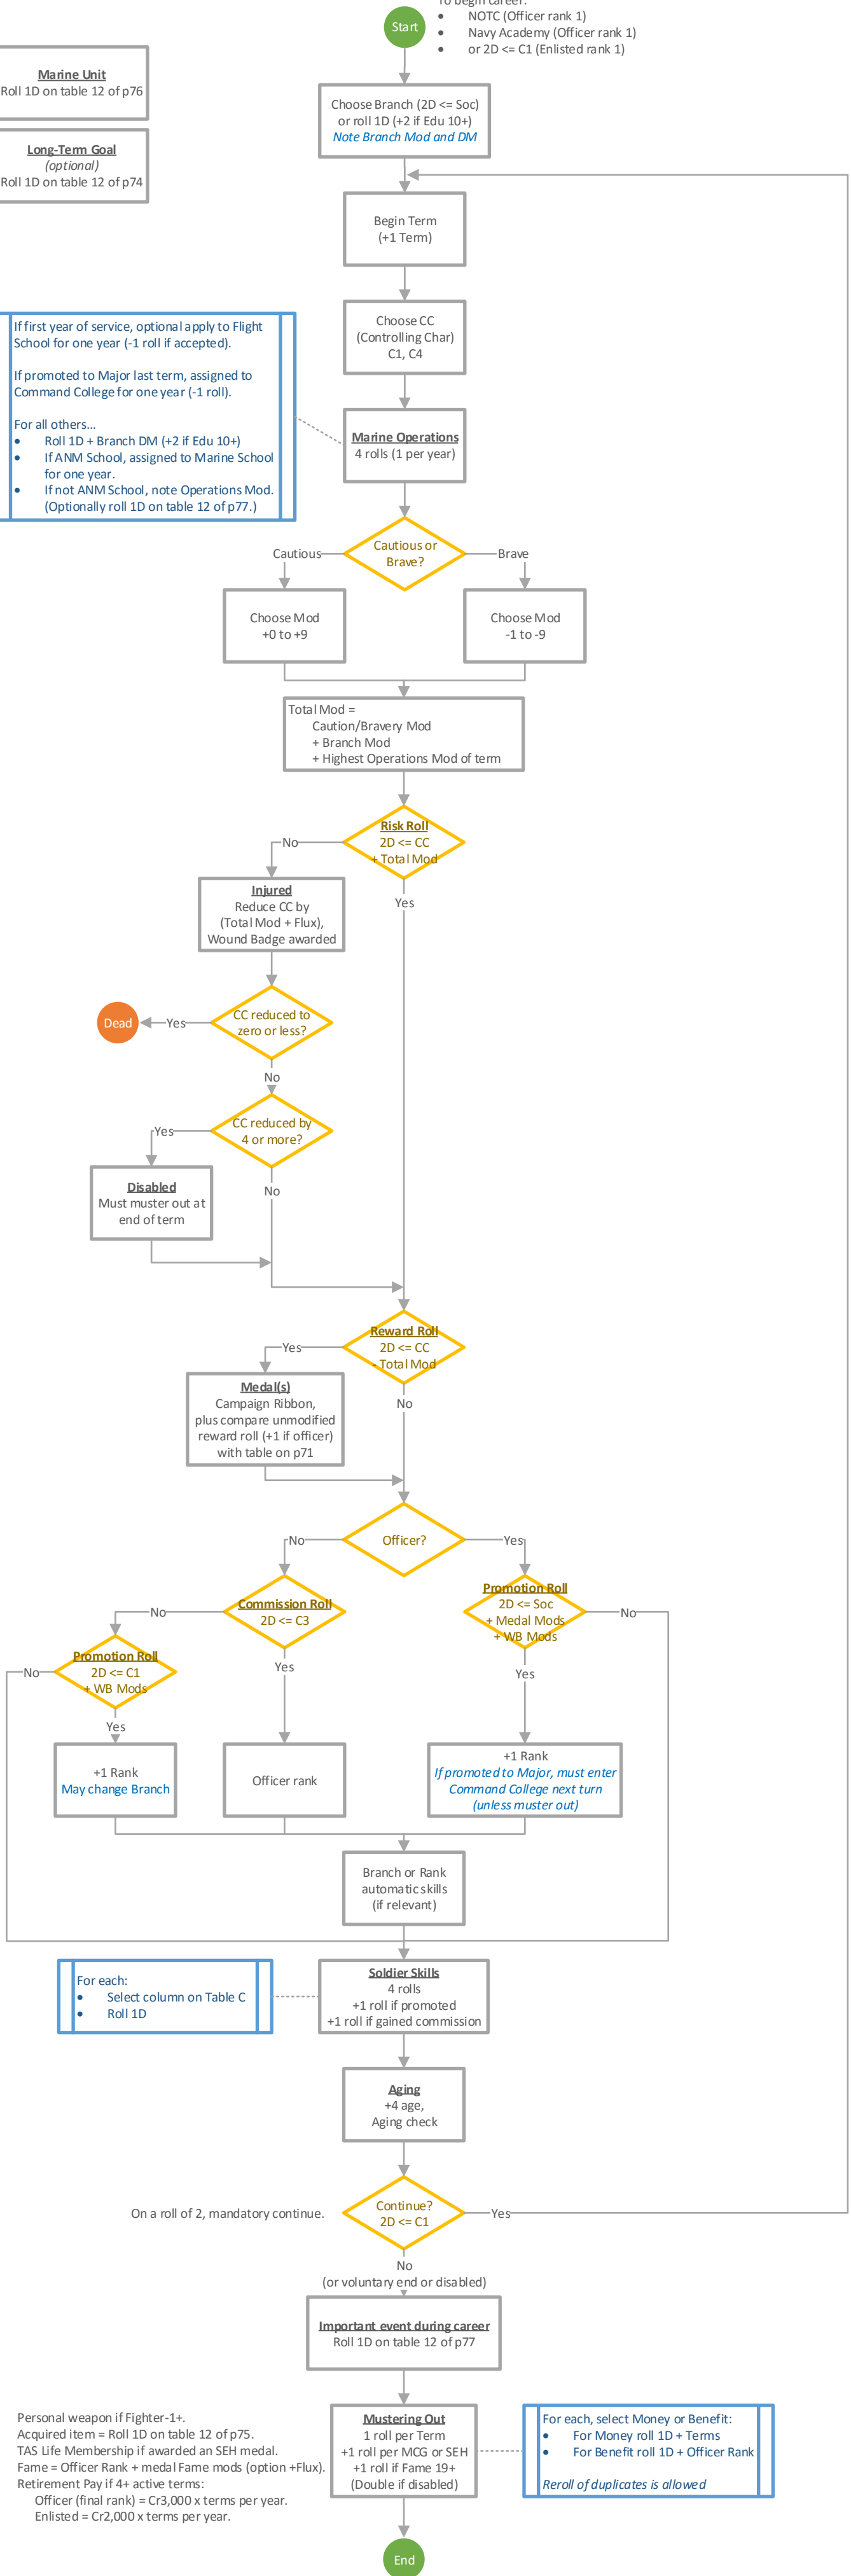 To begin career:
• NOTC (Officer rank 1)
• Navy Academy (Officer rank 1)
• or 2D <= C1 (Enlisted rank 1)
Start
Marine Unit
Roll 1D on table 12 of p76
Long-Term Goal
(optional)
Roll 1D on table 12 of p74
Choose Branch (2D <= Soc)
or roll 1D (+2 if Edu 10+)
Note Branch Mod and DM
Begin Term
(+1 Term)
Choose CC
(Controlling Char)
C1, C4
If first year of service, optional apply to Flight
School for one year (-1 roll if accepted).
If promoted to Major last term, assigned to
Command College for one year (-1 roll).
For all others...
• Roll 1D + Branch DM (+2 if Edu 10+)
• If ANM School, assigned to Marine School
for one year.
• If not ANM School, note Operations Mod.
(Optionally roll 1D on table 12 of p77.)
Marine Operations
4 rolls (1 per year)
Cautious or
Brave?
Cautious
Brave
Choose Mod
+0 to +9
Choose Mod
-1 to -9
Total Mod =
Caution/Bravery Mod
+ Branch Mod
+ Highest Operations Mod of term
Risk Roll
2D <= CC
+ Total Mod
No
Yes
Injured
Reduce CC by
(Total Mod + Flux),
Wound Badge awarded
CC reduced to
zero or less?
Yes
Dead
No
CC reduced by
4 or more?
Yes
No
Disabled
Must muster out at
end of term
Reward Roll
2D <= CC
- Total Mod
Yes
No
Medal(s)
Campaign Ribbon,
plus compare unmodified
reward roll (+1 if officer)
with table on p71
Officer?
No
Yes
Commission Roll
2D <= C3
No
Yes
Promotion Roll
2D <= Soc
+ Medal Mods
+ WB Mods
No
Yes
Promotion Roll
2D <= C1
+ WB Mods
No
Yes
+1 Rank
May change Branch
Officer rank
+1 Rank
If promoted to Major, must enter
Command College next turn
(unless muster out)
Branch or Rank
automatic skills
(if relevant)
For each:
• Select column on Table C
• Roll 1D
Soldier Skills
4 rolls
+1 roll if promoted
+1 roll if gained commission
Aging
+4 age,
Aging check
On a roll of 2, mandatory continue.
Continue?
2D <= C1
Yes
No
(or voluntary end or disabled)
Important event during career
Roll 1D on table 12 of p77
Personal weapon if Fighter-1+.
Acquired item = Roll 1D on table 12 of p75.
TAS Life Membership if awarded an SEH medal.
Fame = Officer Rank + medal Fame mods (option +Flux).
Retirement Pay if 4+ active terms:
Officer (final rank) = Cr3,000 x terms per year.
Enlisted = Cr2,000 x terms per year.
Mustering Out
1 roll per Term
+1 roll per MCG or SEH
+1 roll if Fame 19+
(Double if disabled)
For each, select Money or Benefit:
• For Money roll 1D + Terms
• For Benefit roll 1D + Officer Rank
Reroll of duplicates is allowed
End